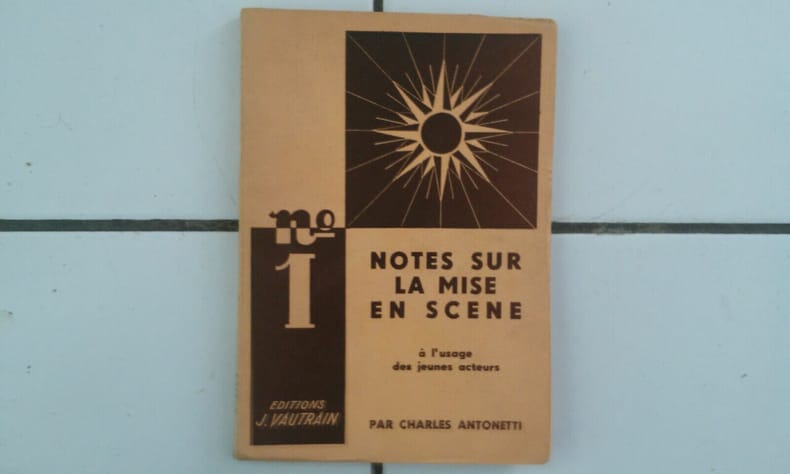 nº
1
NOTES SUR
LA MISE
EN SCENE
à l'usage
des jeunes acteurs
EDITIONS
J. VAUTRAIN
PAR CHARLES ANTONETTI